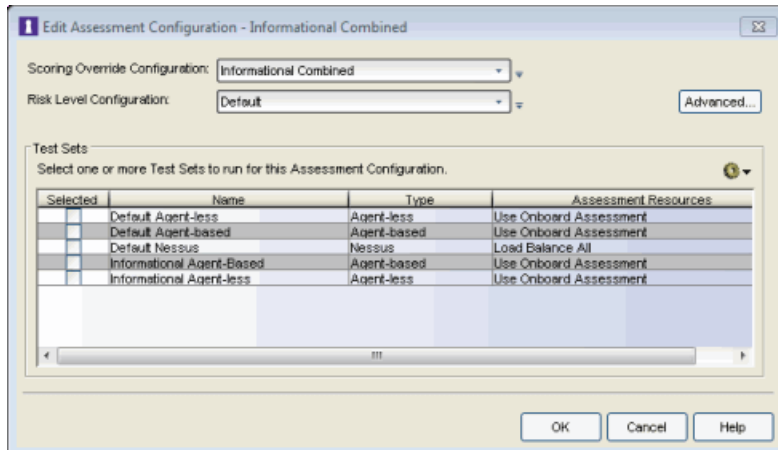 Edit Assessment Configuration - Informational Combined
Scoring Override Configuration: Informational Combined
Risk Level Configuration: Default Advanced...
Test Sets
Select one or more Test Sets to run for this Assessment Configuration.
Selected Name Type Assessment Resources
Default Agent-less Agent-less Use Onboard Assessment
Default Agent-based Agent-based Use Onboard Assessment
Default Nessus Nessus Load Balance All
Informational Agent-Based Agent-based Use Onboard Assessment
Informational Agent-less Agent-less Use Onboard Assessment
OK Cancel Help